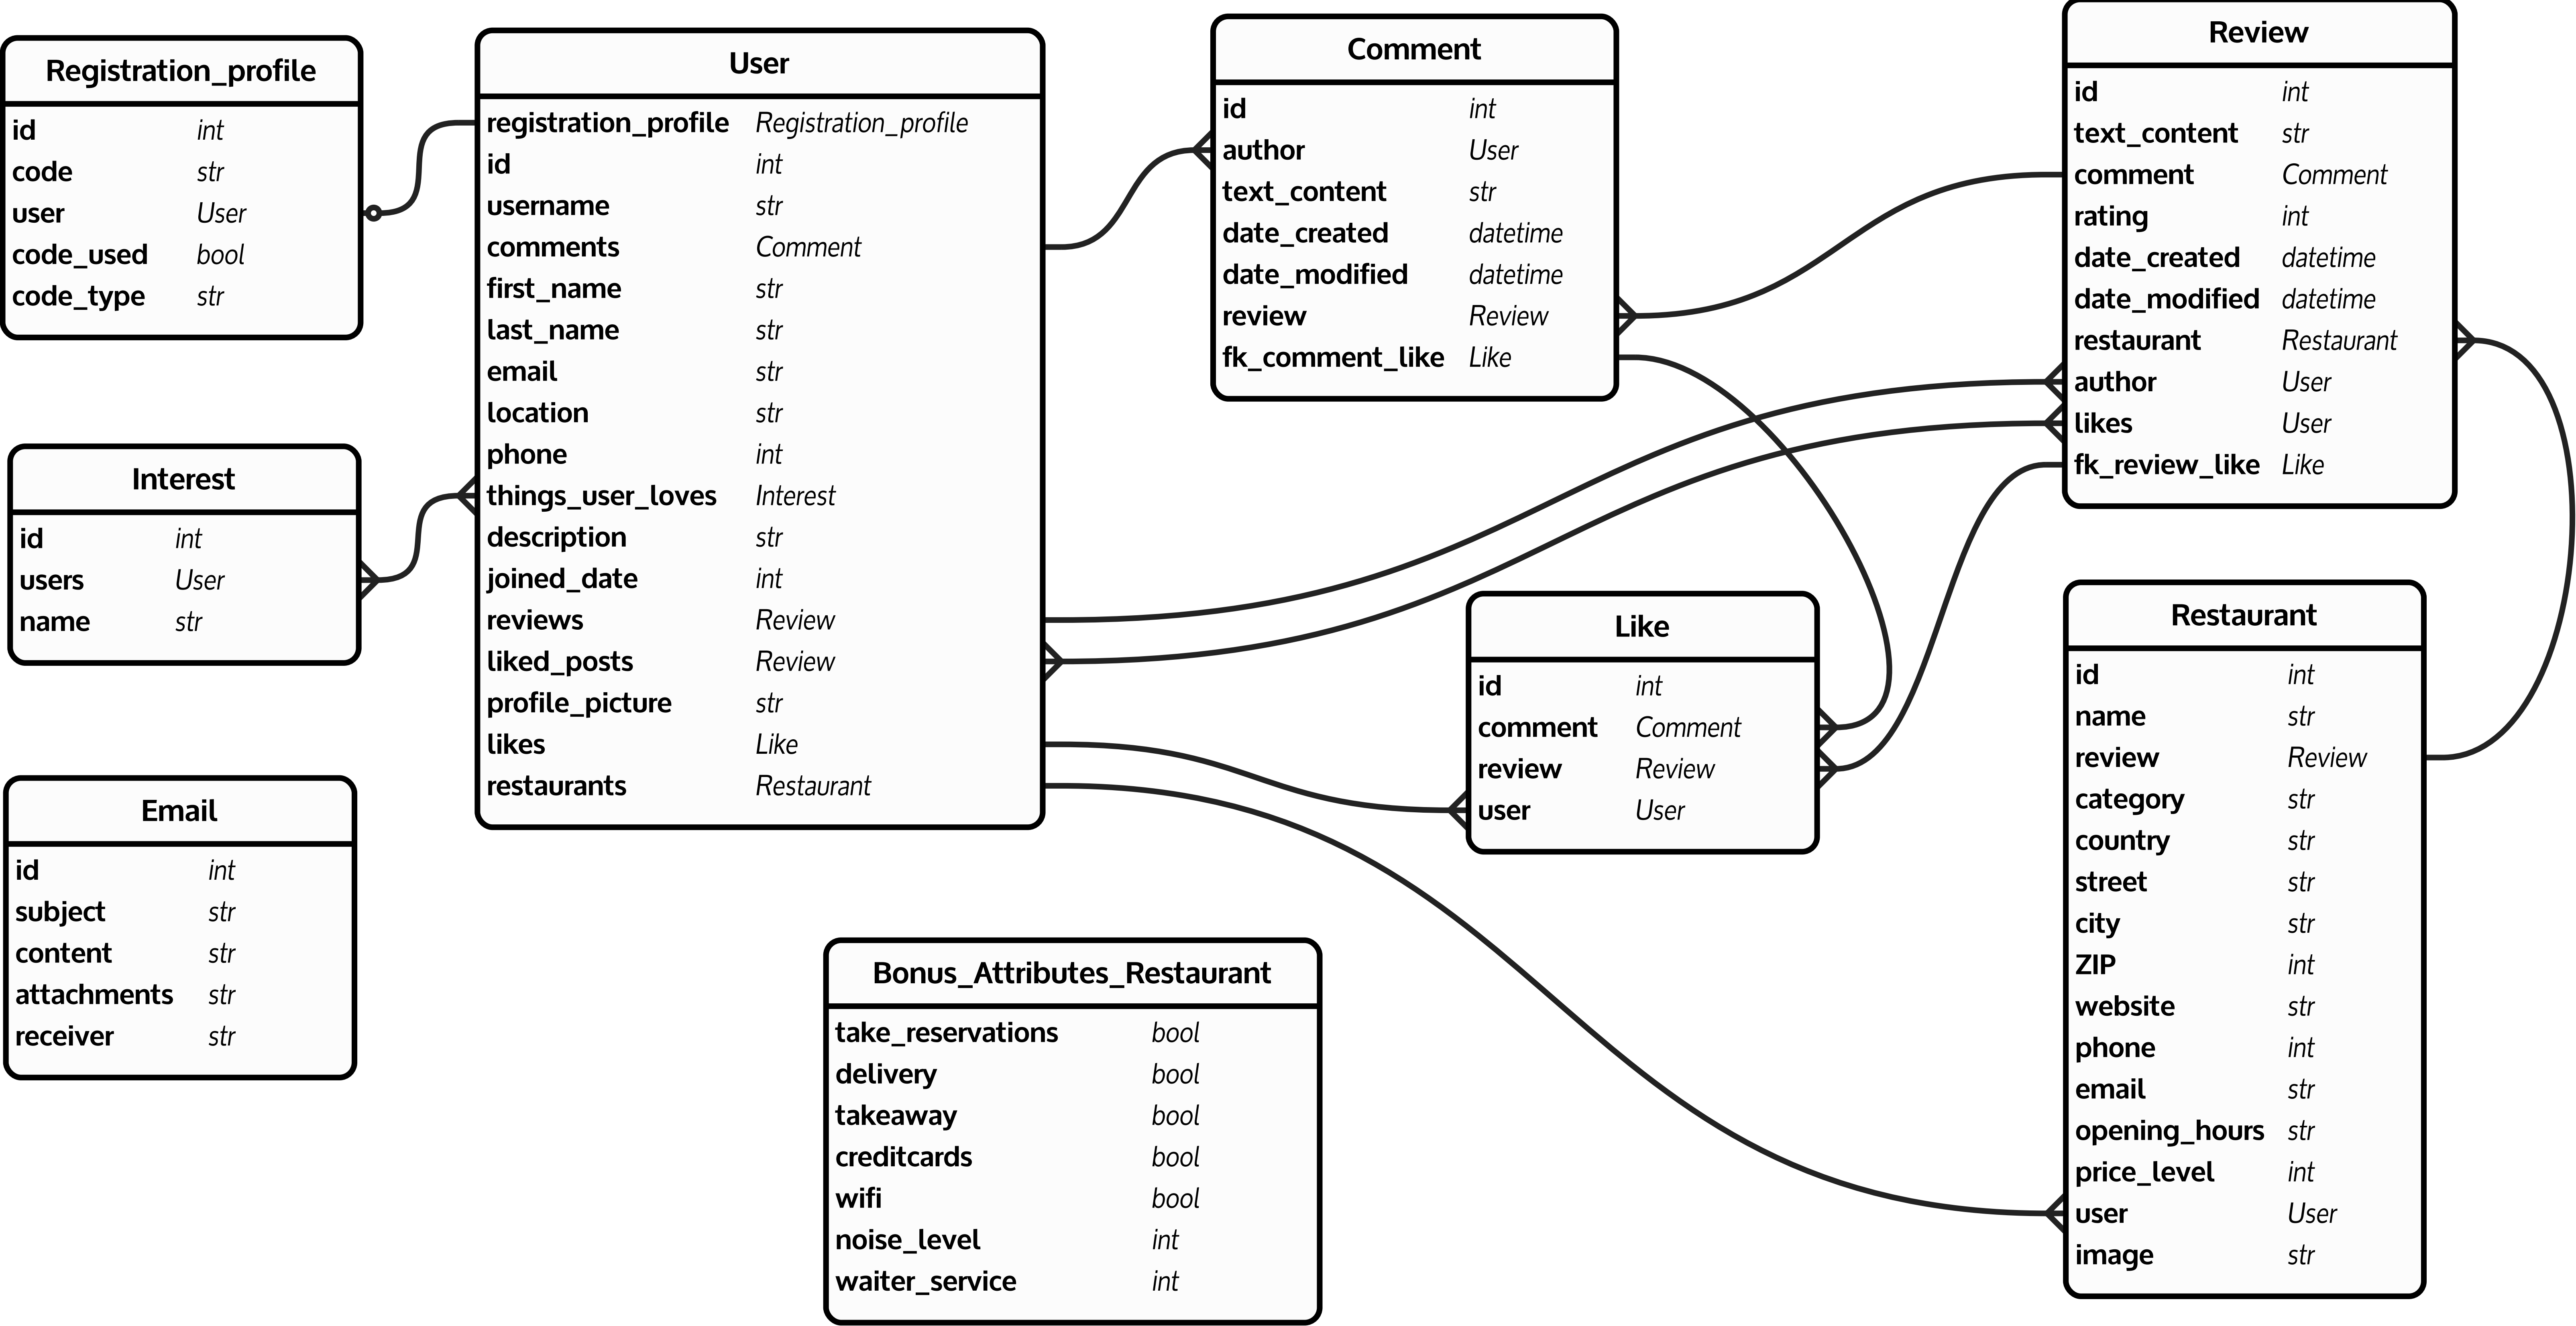 Registration_profile
id int
code str
user User
code_used bool
code_type str
Interest
id int
users User
name str
Email
id int
subject str
content str
attachments str
receiver str
User
registration_profile Registration_profile
id int
username str
comments Comment
first_name str
last_name str
email str
location str
phone int
things_user_loves Interest
description str
joined_date int
reviews Review
liked_posts Review
profile_picture str
likes Like
restaurants Restaurant
Bonus_Attributes_Restaurant
take_reservations bool
delivery bool
takeaway bool
creditcards bool
wifi bool
noise_level int
waiter_service int
Comment
id int
author User
text_content str
date_created datetime
date_modified datetime
review Review
fk_comment_like Like
Like
id int
comment Comment
review Review
user User
Review
id int
text_content str
comment Comment
rating int
date_created datetime
date_modified datetime
restaurant Restaurant
author User
likes User
fk_review_like Like
Restaurant
id int
name str
review Review
category str
country str
street str
city str
ZIP int
website str
phone int
email str
opening_hours str
price_level int
user User
image str